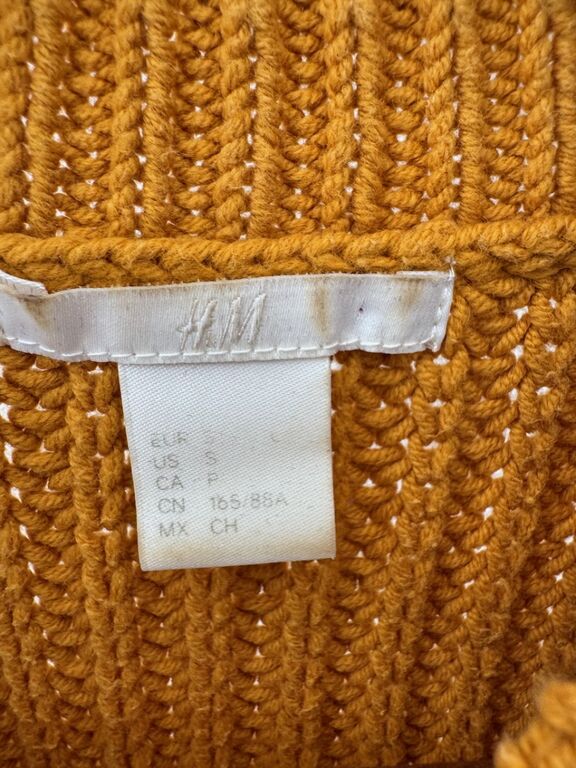 H&M
EUR S
US S
CA P
CN 165/88A
MX CH